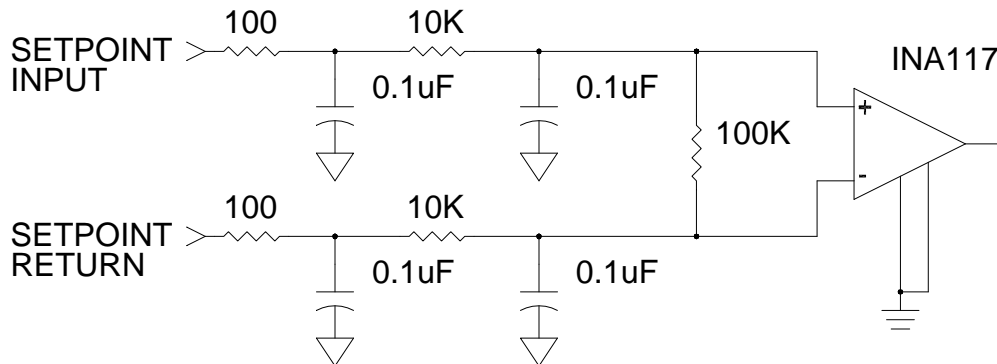 100
10K
SETPOINT
INPUT
0.1uF
0.1uF
INA117
+
100K
-
100
10K
SETPOINT
RETURN
0.1uF
0.1uF